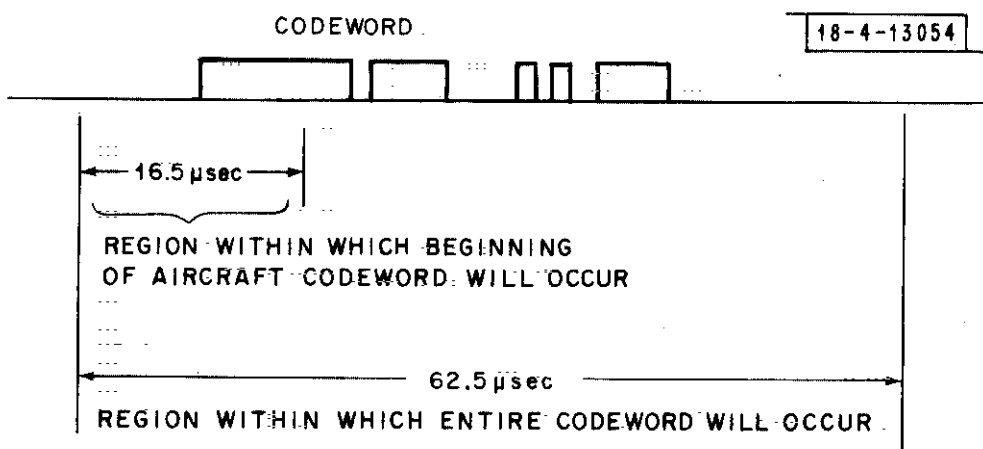 CODEWORD
18-4-13054
16.5 μsec
REGION WITHIN WHICH BEGINNING
OF AIRCRAFT CODEWORD WILL OCCUR
62.5 μsec
REGION WITHIN WHICH ENTIRE CODEWORD WILL OCCUR